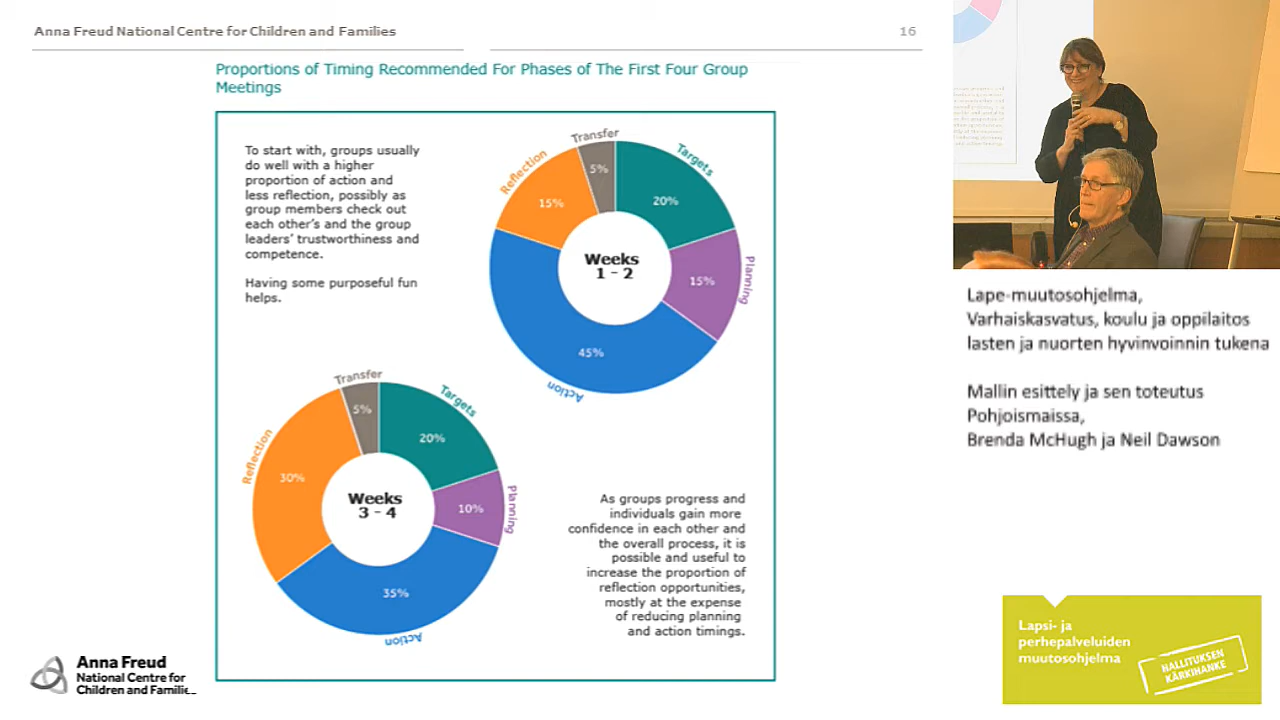 Anna Freud National Centre for Children and Families
16
Proportions of Timing Recommended For Phases of The First Four Group
Meetings
To start with, groups usually
do well with a higher
proportion of action and
less reflection, possibly as
group members check out
each other's and the group
leaders' trustworthiness and
competence.
Having some purposeful fun
helps.
Transfer
5%
Targets
20%
Planning
15%
Action
45%
Reflection
15%
Weeks
1 - 2
Transfer
5%
Targets
20%
Planning
10%
Action
35%
Reflection
30%
Weeks
3 - 4
As groups progress and
individuals gain more
confidence in each other and
the overall process, it is
possible and useful to
increase the proportion of
reflection opportunities,
mostly at the expense
of reducing planning
and action timings.
Anna Freud
National Centre for
Children and Families
Lape-muutosohjelma,
Varhaiskasvatus, koulu ja oppilaitos
lasten ja nuorten hyvinvoinnin tukena
Mallin esittely ja sen toteutus
Pohjoismaissa,
Brenda McHugh ja Neil Dawson
Lapsi- ja
perhepalveluiden
muutosohjelma
HALLITUKSEN
KÄRKIHANKE